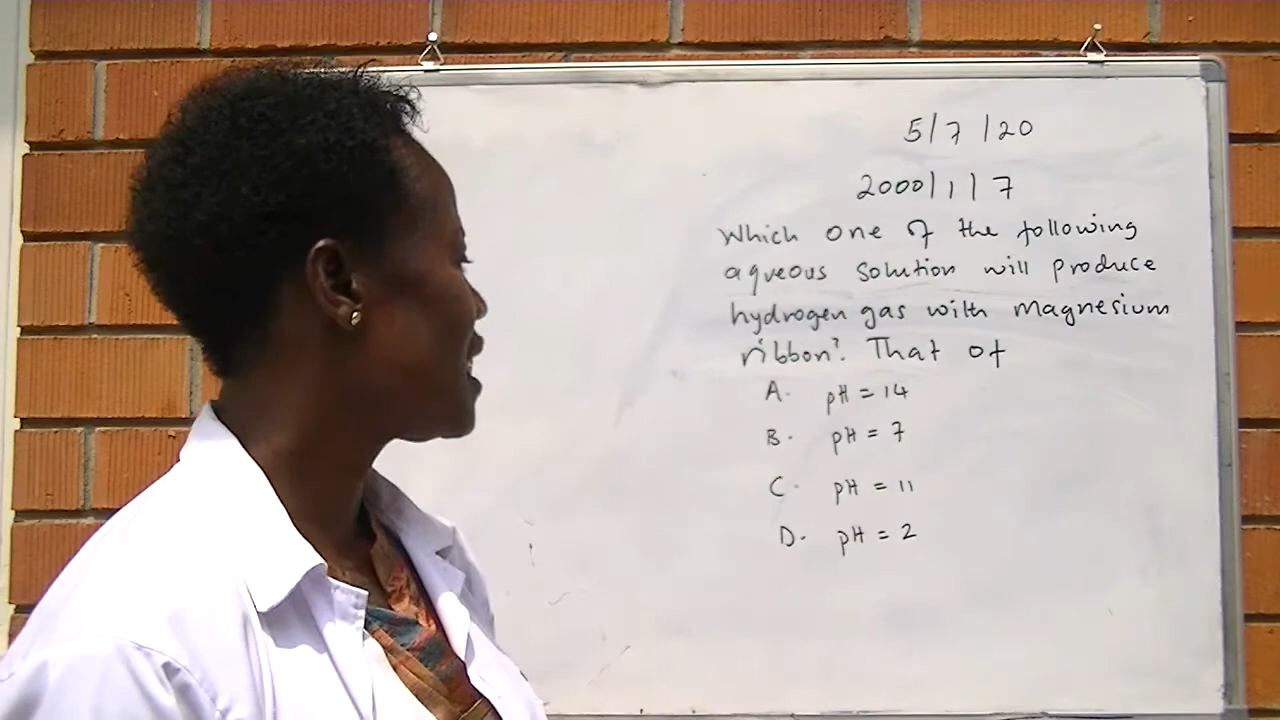 5/7/20
2000/1/7
Which one of the following
aqueous solution will produce
hydrogen gas with magnesium
ribbon? That of
A. pH = 14
B. pH = 7
C. pH = 11
D. pH = 2